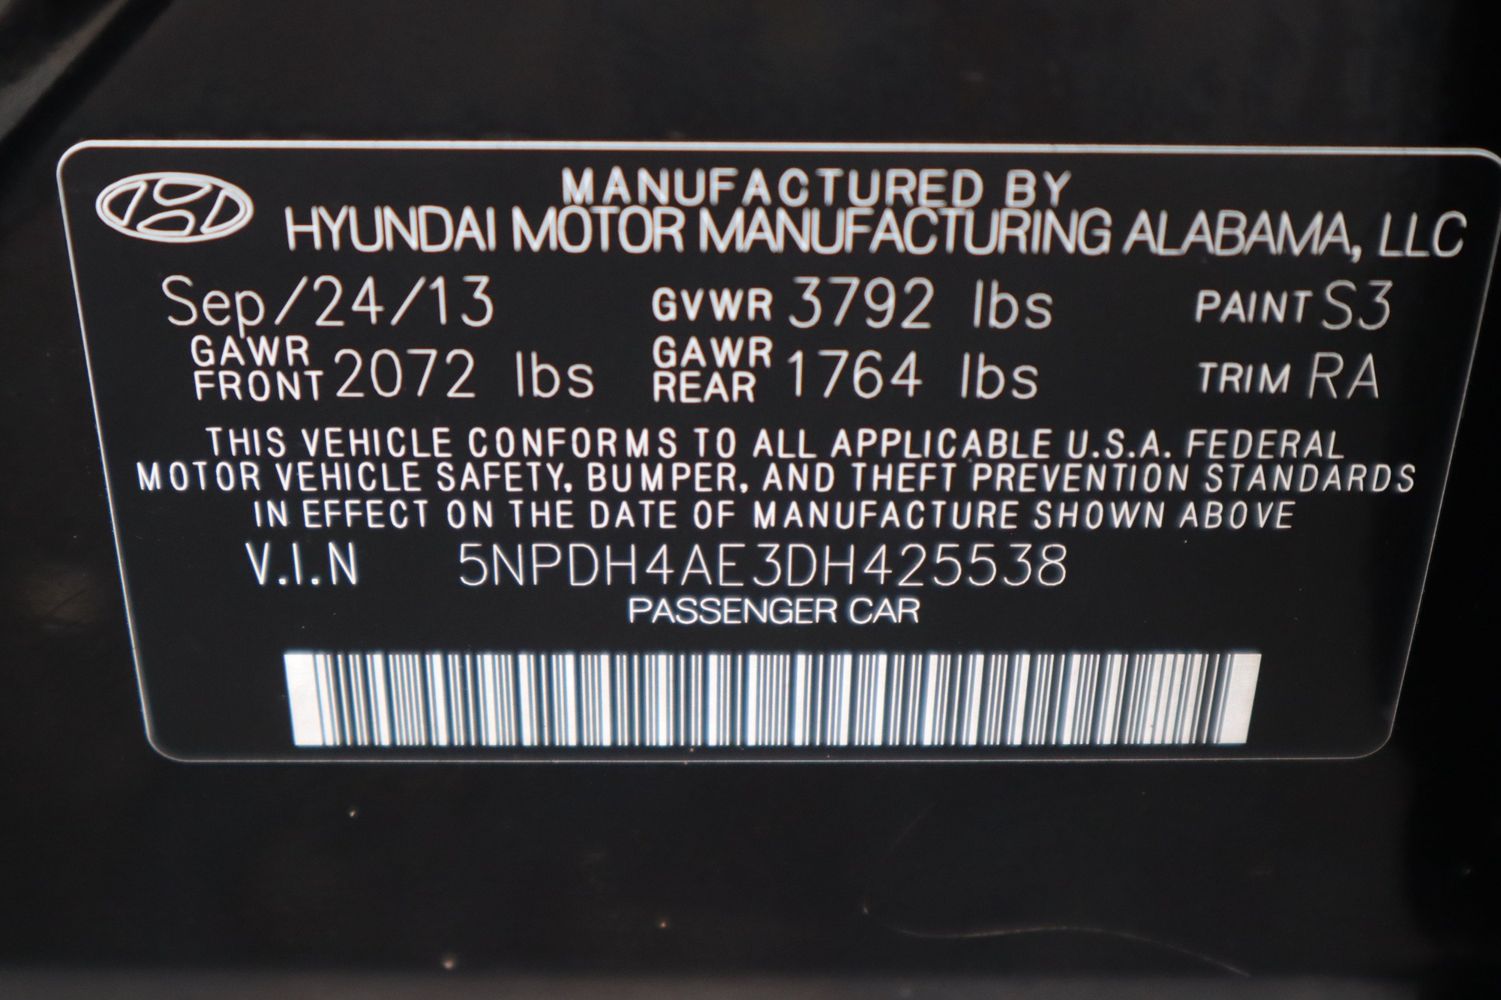 MANUFACTURED BY
HYUNDAI MOTOR MANUFACTURING ALABAMA, LLC
Sep/24/13 GVWR 3792 lbs PAINT S3
GAWR FRONT 2072 lbs GAWR REAR 1764 lbs TRIM RA
THIS VEHICLE CONFORMS TO ALL APPLICABLE U.S.A. FEDERAL
MOTOR VEHICLE SAFETY, BUMPER, AND THEFT PREVENTION STANDARDS
IN EFFECT ON THE DATE OF MANUFACTURE SHOWN ABOVE
V.I.N 5NPDH4AE3DH425538
PASSENGER CAR